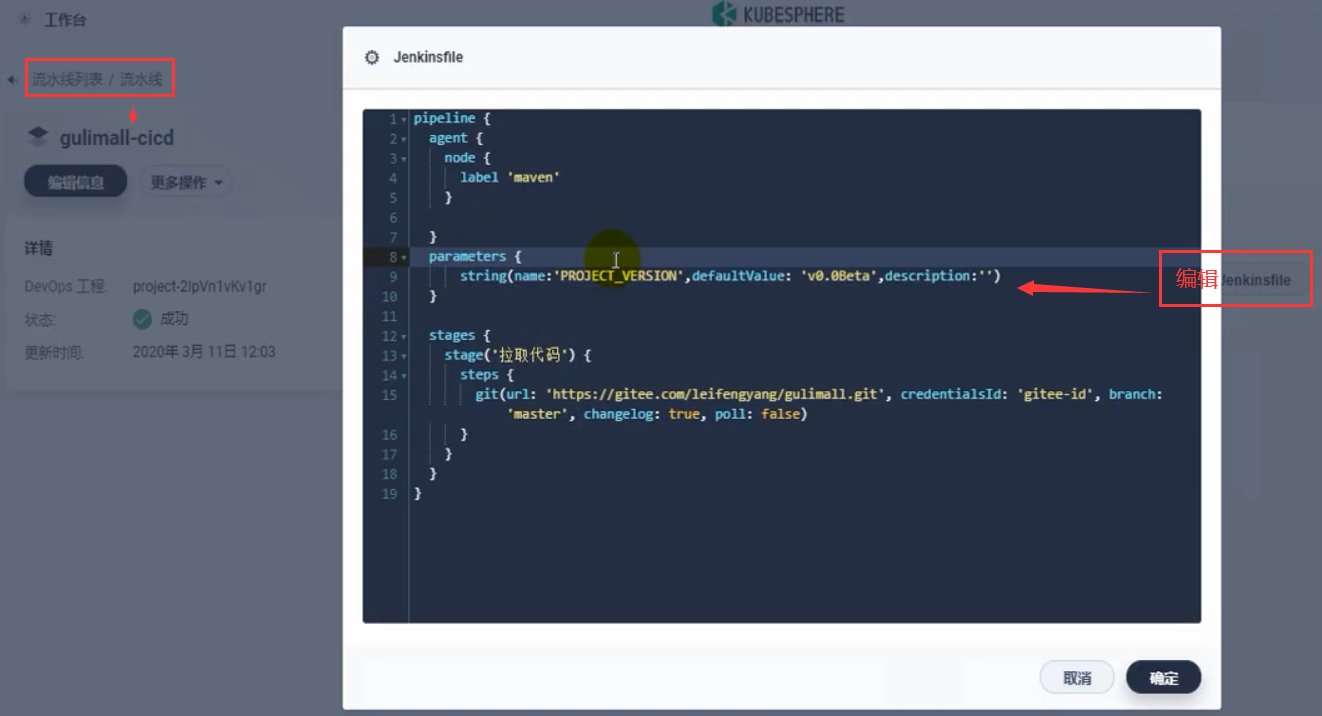 工作台
KUBESPHERE
流水线列表 / 流水线
gulimall-cicd
编辑信息
更多操作
详情
DevOps 工程:
project-2lpVn1vKv1gr
状态:
成功
更新时间:
2020年 3月 11日 12:03
Jenkinsfile
1 pipeline {
2 agent {
3 node {
4 label 'maven'
5 }
6
7 }
8 parameters {
9 string(name:'PROJECT_VERSION',defaultValue: 'v0.0Beta',description:'')
10 }
11
12 stages {
13 stage('拉取代码') {
14 steps {
15 git(url: 'https://gitee.com/leifengyang/gulimall.git', credentialsId: 'gitee-id', branch:
'master', changelog: true, poll: false)
16 }
17 }
18 }
19 }
编辑 Jenkinsfile
取消
确定